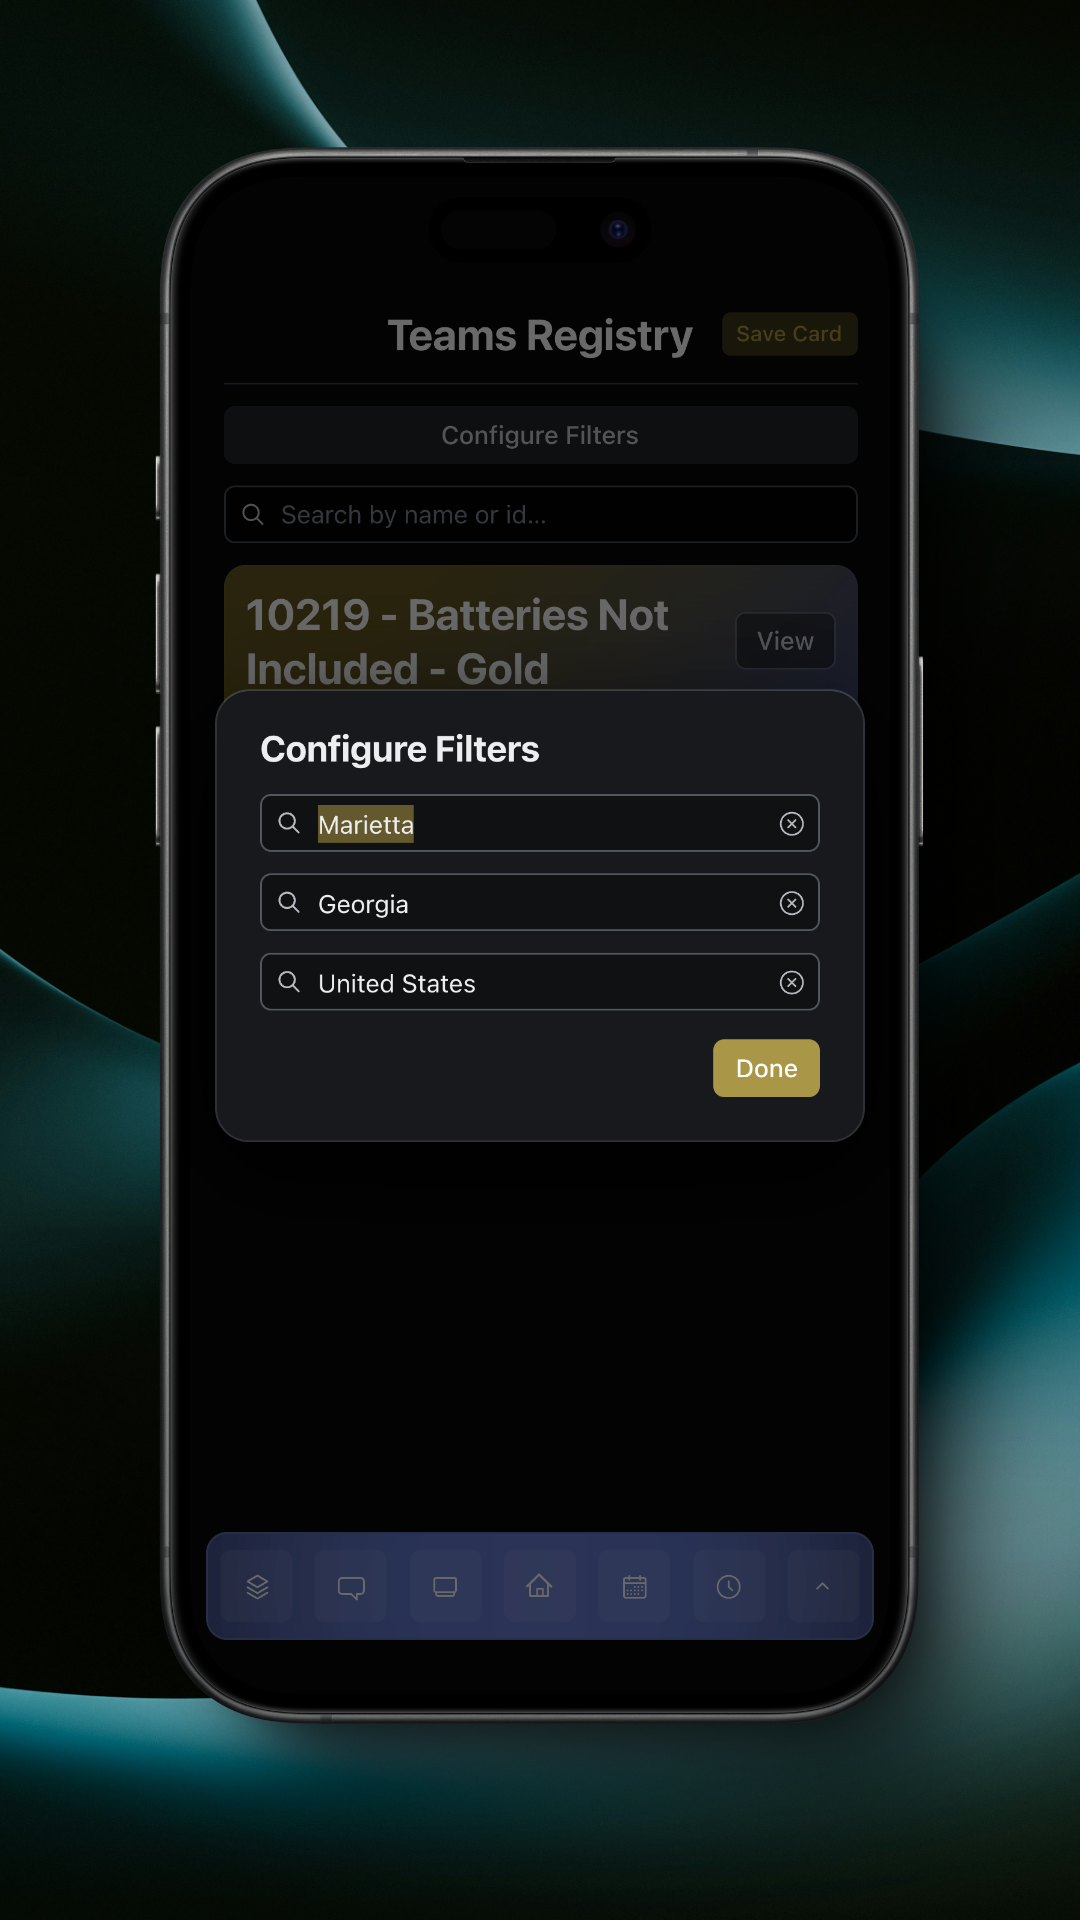 Teams Registry
Save Card
Configure Filters
Search by name or id...
10219 - Batteries Not
Included - Gold
View
Configure Filters
Marietta
Georgia
United States
Done